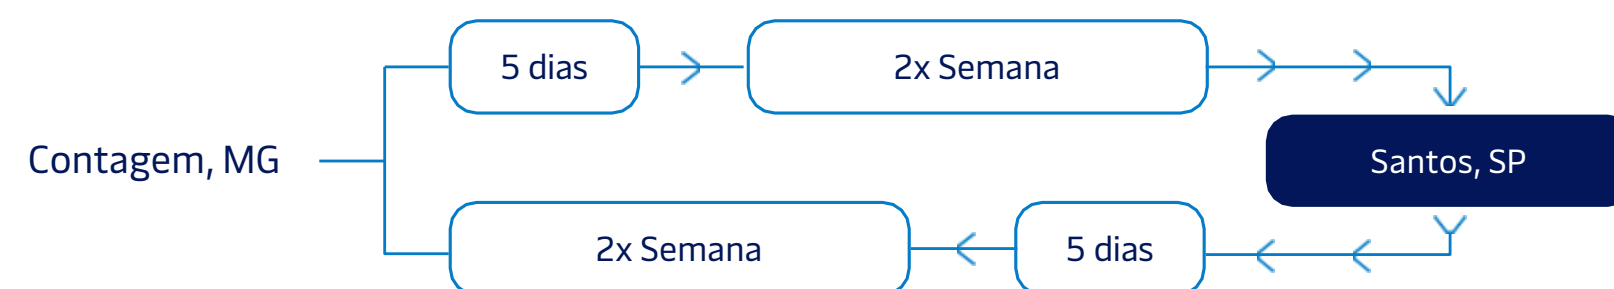 5 dias
2x Semana
Contagem, MG
Santos, SP
2x Semana
5 dias